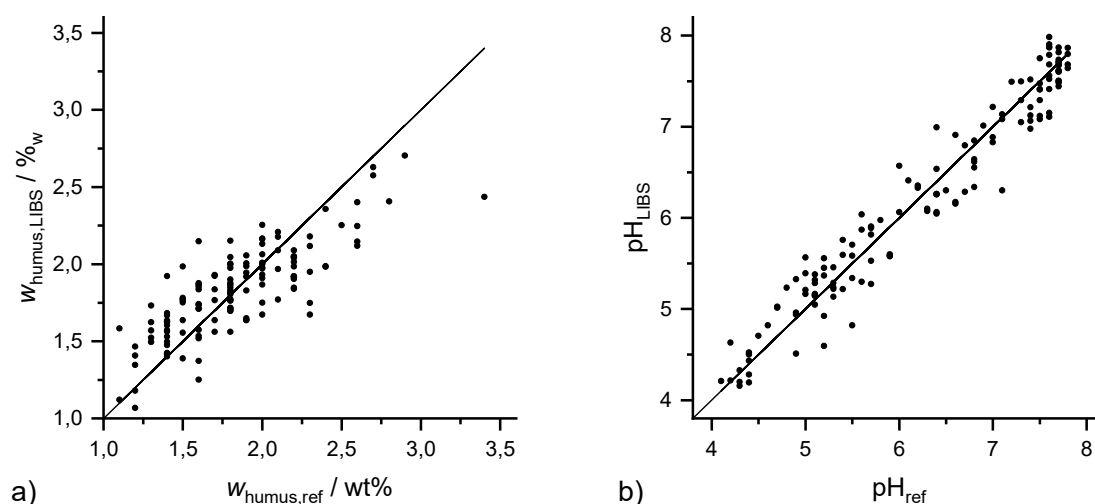 3,5
3,0
2,5
2,0
1,5
1,0
w_humus,LIBS / %_w
1,0 1,5 2,0 2,5 3,0 3,5
w_humus,ref / wt%
a)
8
7
6
5
4
pH_LIBS
4 5 6 7 8
pH_ref
b)